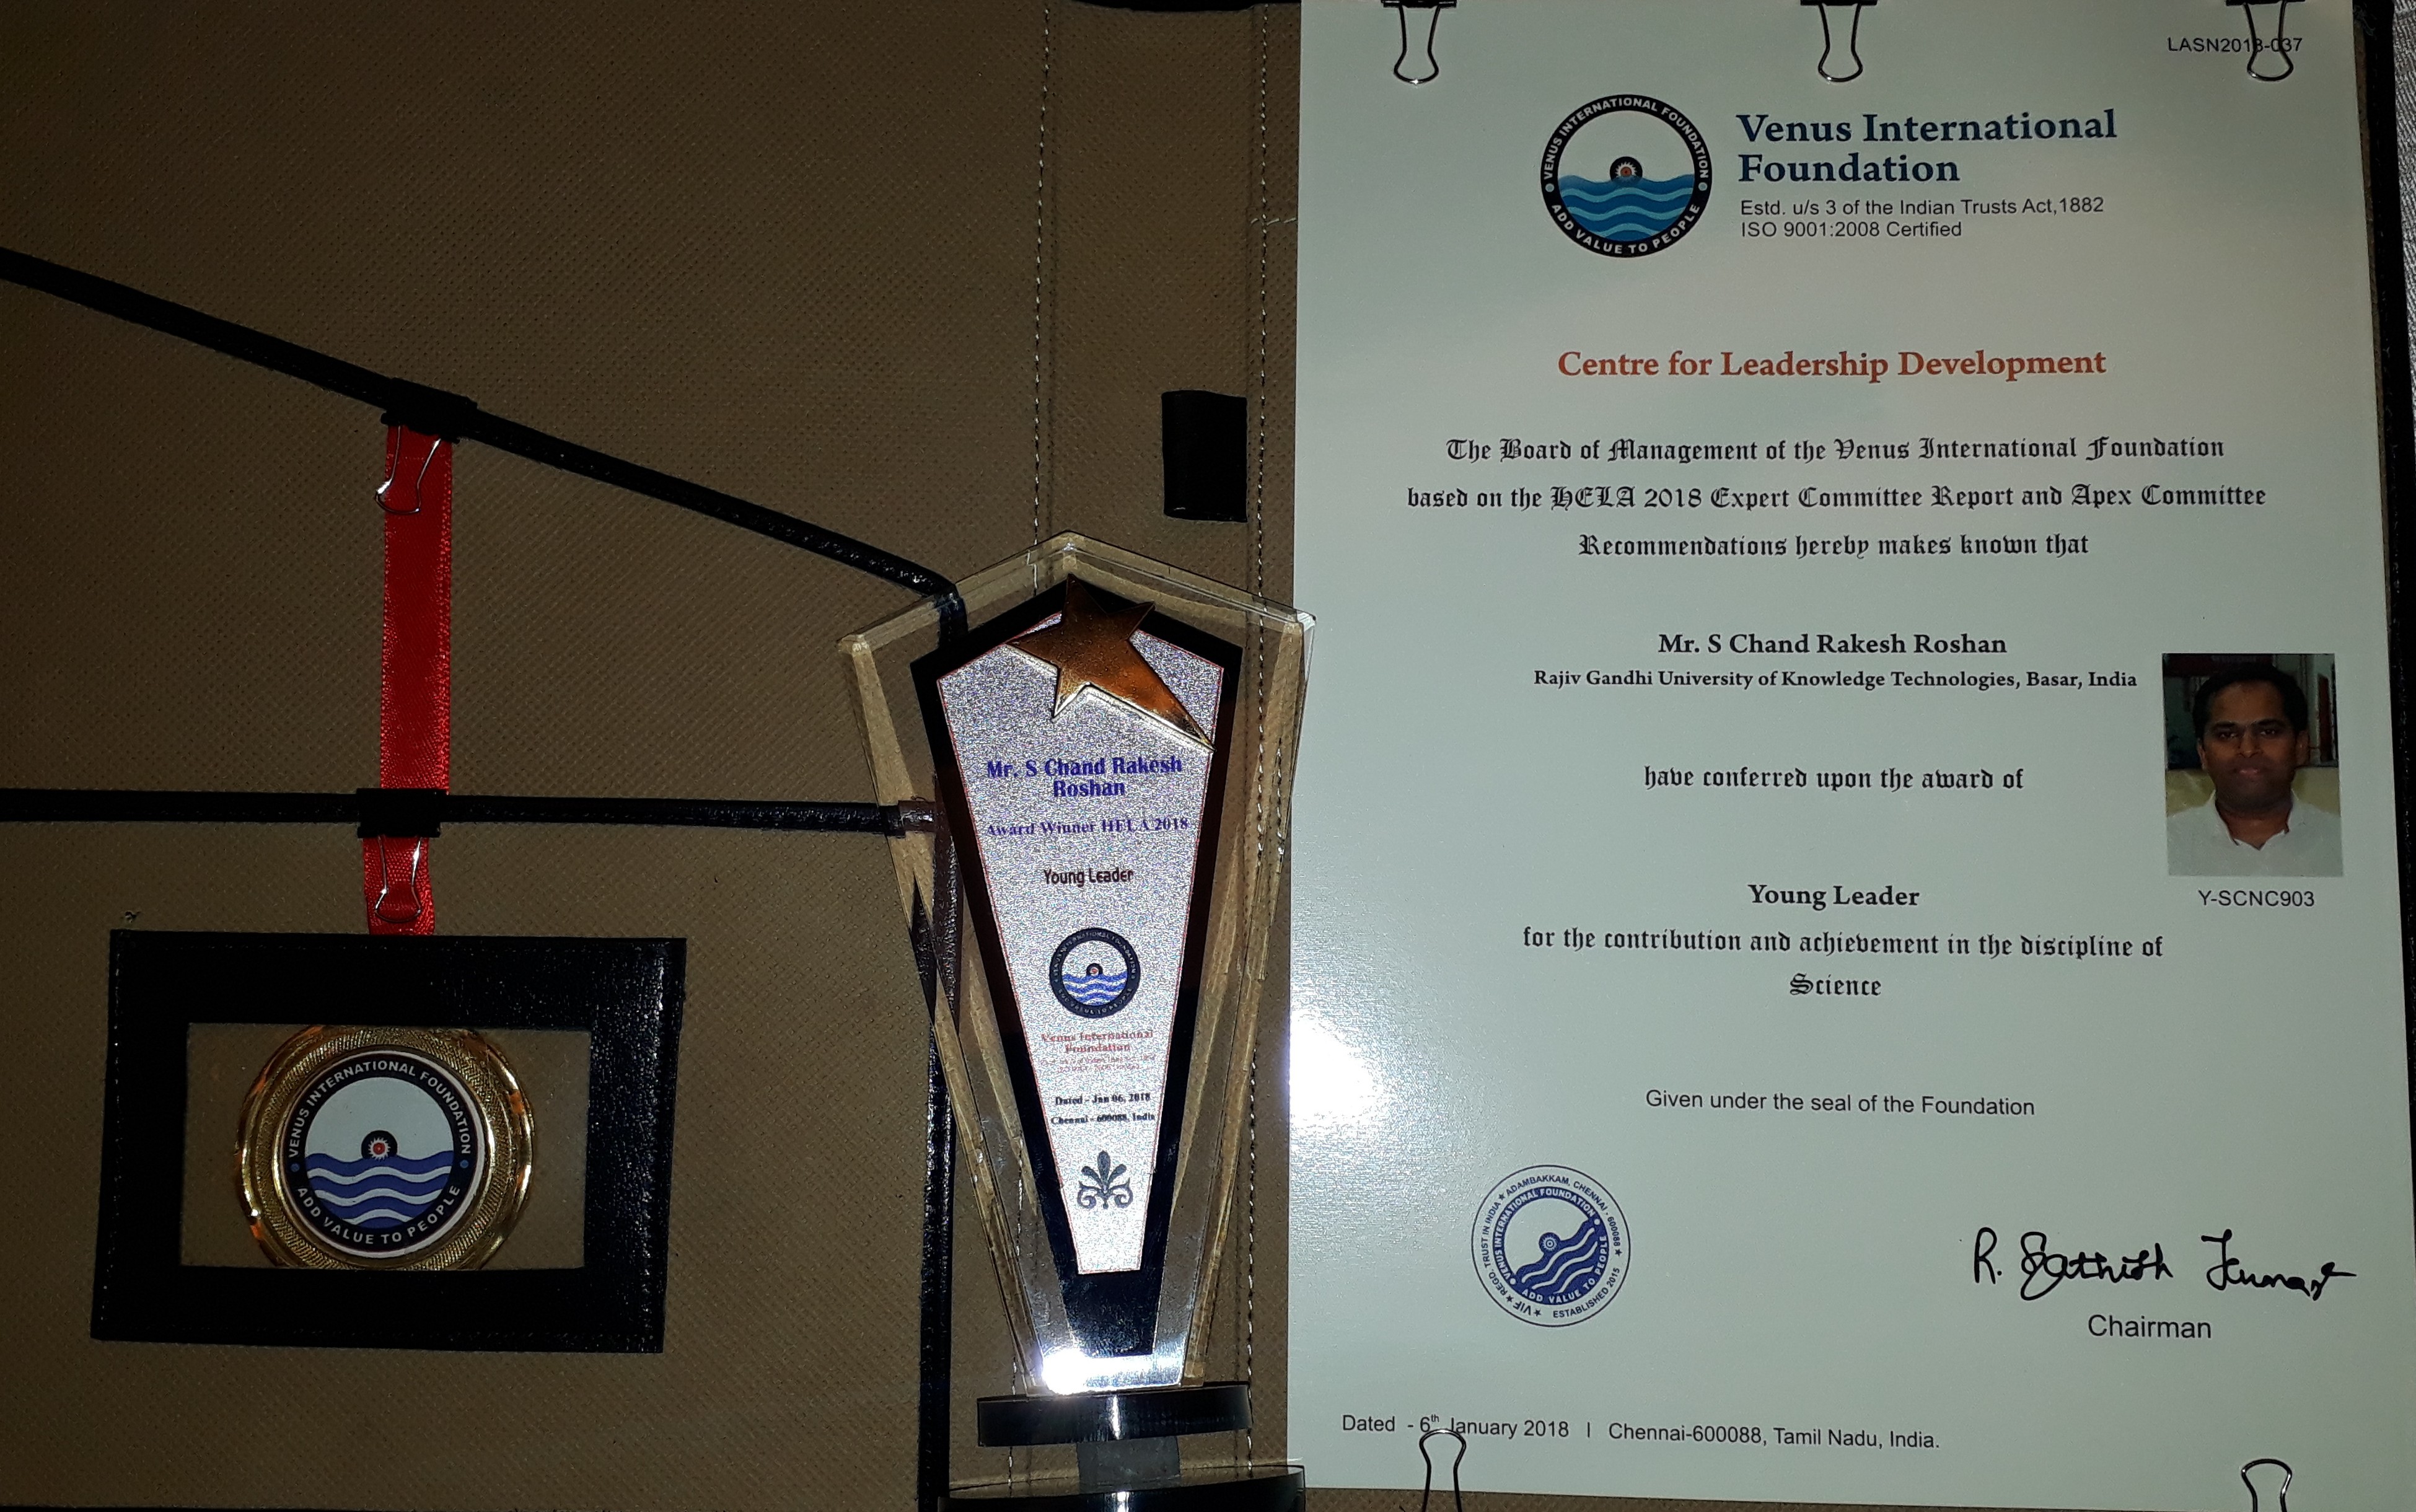 VENUS INTERNATIONAL FOUNDATION
ADD VALUE TO PEOPLE
Mr. S Chand Rakesh
Roshan
Award Winner HELA 2018
Young Leader
Venus International
Foundation
Dated - Jan 06, 2018
Chennai - 600088, India
LASN2018-037
VENUS INTERNATIONAL FOUNDATION
ADD VALUE TO PEOPLE
Venus International
Foundation
Estd. u/s 3 of the Indian Trusts Act,1882
ISO 9001:2008 Certified
Centre for Leadership Development
The Board of Management of the Venus International Foundation
based on the HELA 2018 Expert Committee Report and Apex Committee
Recommendations hereby makes known that
Mr. S Chand Rakesh Roshan
Rajiv Gandhi University of Knowledge Technologies, Basar, India
have conferred upon the award of
Y-SCNC903
Young Leader
for the contribution and achievement in the discipline of
Science
Given under the seal of the Foundation
VIF ★ REGD. TRUST IN INDIA ★ ADAMBAKKAM, CHENNAI - 600088 ★
ESTABLISHED 2015
VENUS INTERNATIONAL FOUNDATION
ADD VALUE TO PEOPLE
R. Sathish Kumar
Chairman
Dated - 6th January 2018 | Chennai-600088, Tamil Nadu, India.